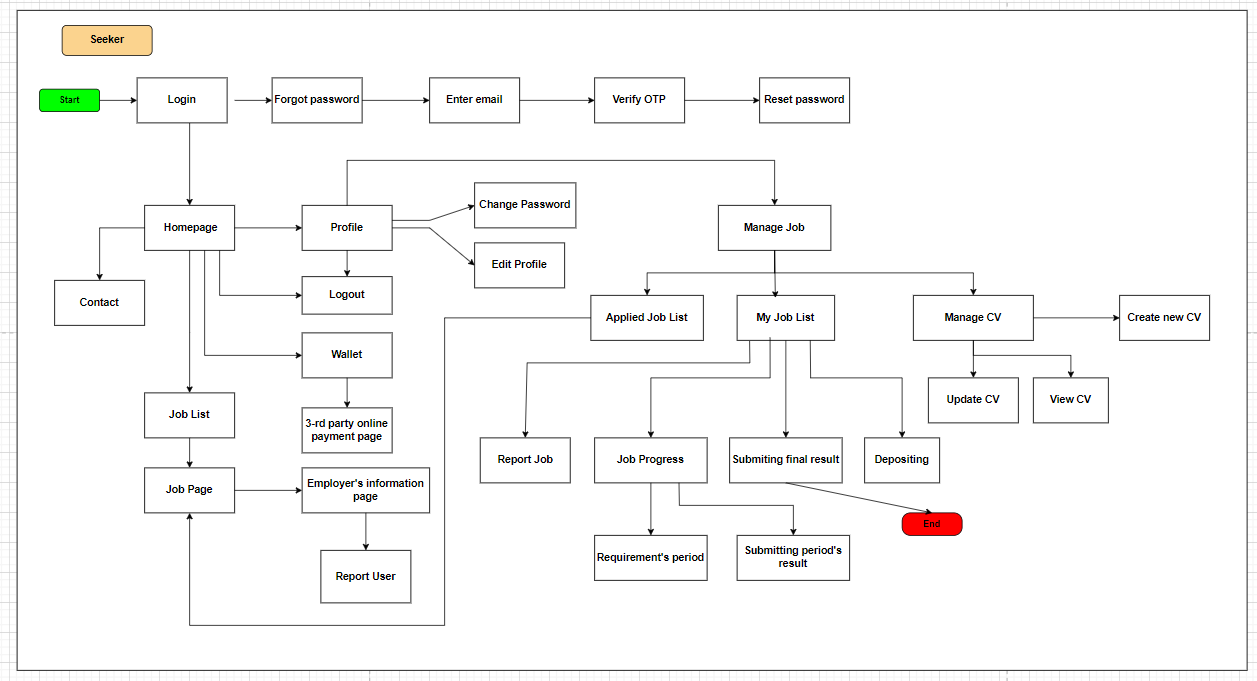 Seeker
Start
Login
Forgot password
Enter email
Verify OTP
Reset password
Change Password
Homepage
Profile
Manage Job
Edit Profile
Contact
Logout
Applied Job List
My Job List
Manage CV
Create new CV
Wallet
Update CV
View CV
Job List
3-rd party online
payment page
Report Job
Job Progress
Submiting final result
Depositing
Job Page
Employer's information
page
End
Requirement's period
Submitting period's
result
Report User